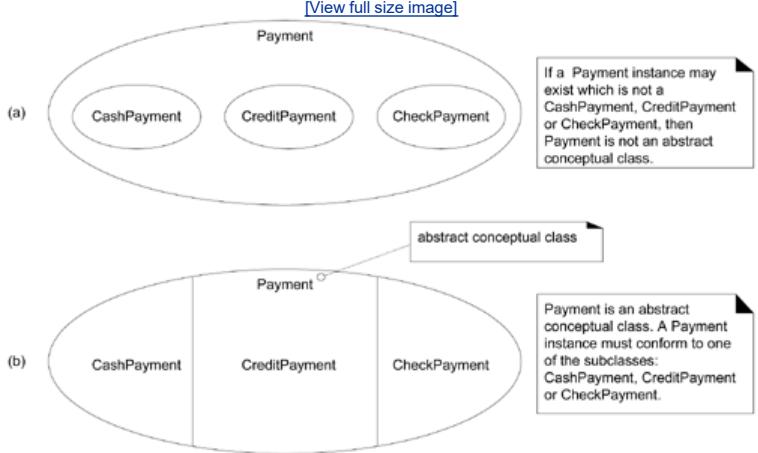 [View full size image]
Payment
(a)
CashPayment
CreditPayment
CheckPayment
If a Payment instance may
exist which is not a
CashPayment, CreditPayment
or CheckPayment, then
Payment is not an abstract
conceptual class.
abstract conceptual class
Payment
(b)
CashPayment
CreditPayment
CheckPayment
Payment is an abstract
conceptual class. A Payment
instance must conform to one
of the subclasses:
CashPayment, CreditPayment
or CheckPayment.